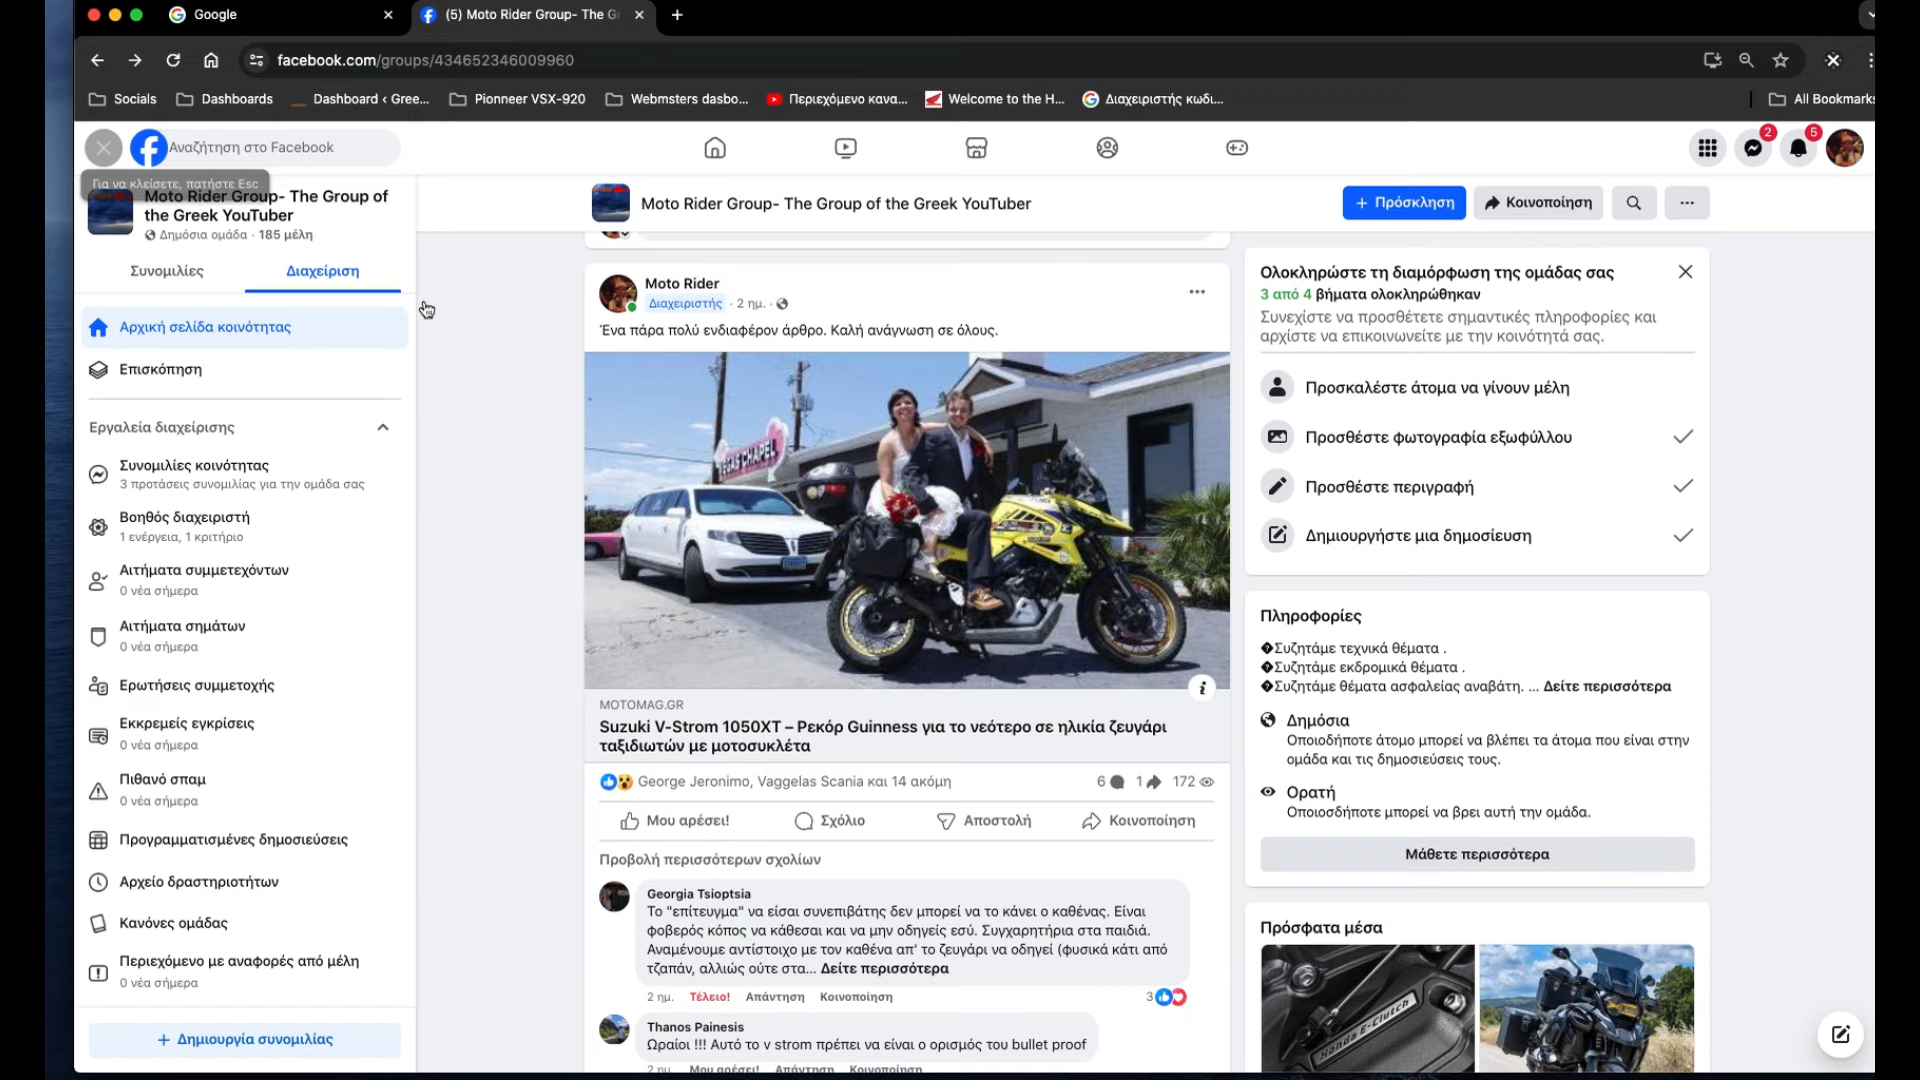 Google
(5) Moto Rider Group- The Gr
facebook.com/groups/434652346009960
Socials
Dashboards
Dashboard ‹ Gree...
Pionneer VSX-920
Webmsters dasbo...
Περιεχόμενο κανα...
Welcome to the H...
Διαχειριστής κωδι...
All Bookmarks
Αναζήτηση στο Facebook
2
5
Για να κλείσετε, πατήστε Esc
Moto Rider Group- The Group of
the Greek YouTuber
Δημόσια ομάδα · 185 μέλη
Συνομιλίες
Διαχείριση
Αρχική σελίδα κοινότητας
Επισκόπηση
Εργαλεία διαχείρισης
Συνομιλίες κοινότητας
3 προτάσεις συνομιλίας για την ομάδα σας
Βοηθός διαχειριστή
1 ενέργεια, 1 κριτήριο
Αιτήματα συμμετεχόντων
0 νέα σήμερα
Αιτήματα σημάτων
0 νέα σήμερα
Ερωτήσεις συμμετοχής
Εκκρεμείς εγκρίσεις
0 νέα σήμερα
Πιθανό σπαμ
0 νέα σήμερα
Προγραμματισμένες δημοσιεύσεις
Αρχείο δραστηριοτήτων
Κανόνες ομάδας
Περιεχόμενο με αναφορές από μέλη
0 νέα σήμερα
+ Δημιουργία συνομιλίας
Moto Rider Group- The Group of the Greek YouTuber
+ Πρόσκληση
Κοινοποίηση
Moto Rider
Διαχειριστής · 2 ημ. ·
Ένα πάρα πολύ ενδιαφέρον άρθρο. Καλή ανάγνωση σε όλους.
VEGAS CHAPEL
MOTOMAG.GR
Suzuki V-Strom 1050XT – Ρεκόρ Guinness για το νεότερο σε ηλικία ζευγάρι
ταξιδιωτών με μοτοσυκλέτα
George Jeronimo, Vaggelas Scania και 14 ακόμη
6 1 172
Μου αρέσει!
Σχόλιο
Αποστολή
Κοινοποίηση
Προβολή περισσότερων σχολίων
Georgia Tsioptsia
Το "επίτευγμα" να είσαι συνεπιβάτης δεν μπορεί να το κάνει ο καθένας. Είναι
φοβερός κόπος να κάθεσαι και να μην οδηγείς εσύ. Συγχαρητήρια στα παιδιά.
Αναμένουμε αντίστοιχο με τον καθένα απ' το ζευγάρι να οδηγεί (φυσικά κάτι από
τζαπάν, αλλιώς ούτε στα... Δείτε περισσότερα
2 ημ. Τέλειο! Απάντηση Κοινοποίηση
3
Thanos Painesis
Ωραίοι !!! Αυτό το v strom πρέπει να είναι ο ορισμός του bullet proof
2 ημ. Μου αρέσει! Απάντηση Κοινοποίηση
Ολοκληρώστε τη διαμόρφωση της ομάδας σας
3 από 4 βήματα ολοκληρώθηκαν
Συνεχίστε να προσθέτετε σημαντικές πληροφορίες και
αρχίστε να επικοινωνείτε με την κοινότητά σας.
Προσκαλέστε άτομα να γίνουν μέλη
Προσθέστε φωτογραφία εξωφύλλου
Προσθέστε περιγραφή
Δημιουργήστε μια δημοσίευση
Πληροφορίες
Συζητάμε τεχνικά θέματα .
Συζητάμε εκδρομικά θέματα .
Συζητάμε θέματα ασφαλείας αναβάτη. ... Δείτε περισσότερα
Δημόσια
Οποιοδήποτε άτομο μπορεί να βλέπει τα άτομα που είναι στην
ομάδα και τις δημοσιεύσεις τους.
Ορατή
Οποιοσδήποτε μπορεί να βρει αυτή την ομάδα.
Μάθετε περισσότερα
Πρόσφατα μέσα
Honda E-Clutch